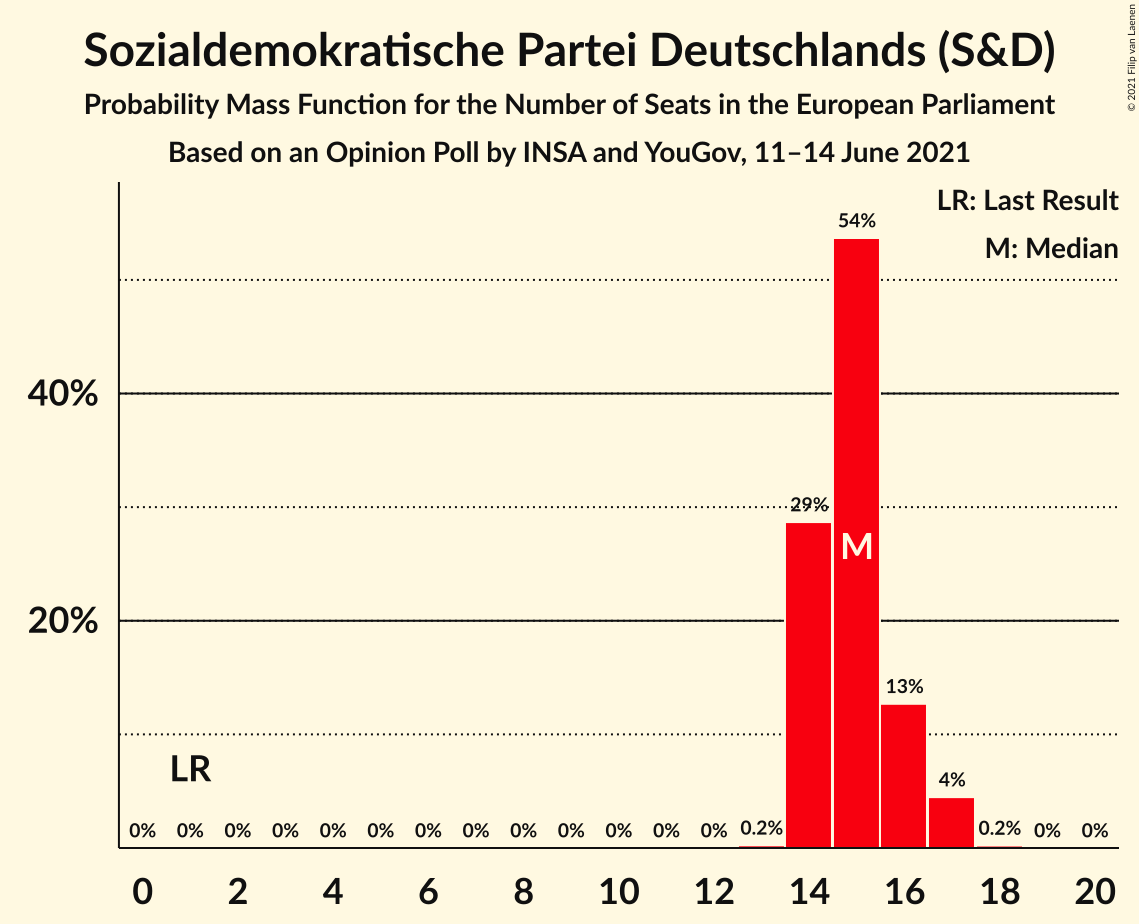 Sozialdemokratische Partei Deutschlands (S&D)
Probability Mass Function for the Number of Seats in the European Parliament
Based on an Opinion Poll by INSA and YouGov, 11–14 June 2021
© 2021 Filip van Laenen
LR: Last Result
M: Median
54%
40%
29%
M
20%
13%
LR
4%
0% 0% 0% 0% 0% 0% 0% 0% 0% 0% 0% 0% 0% 0.2% 0.2% 0% 0%
0 2 4 6 8 10 12 14 16 18 20